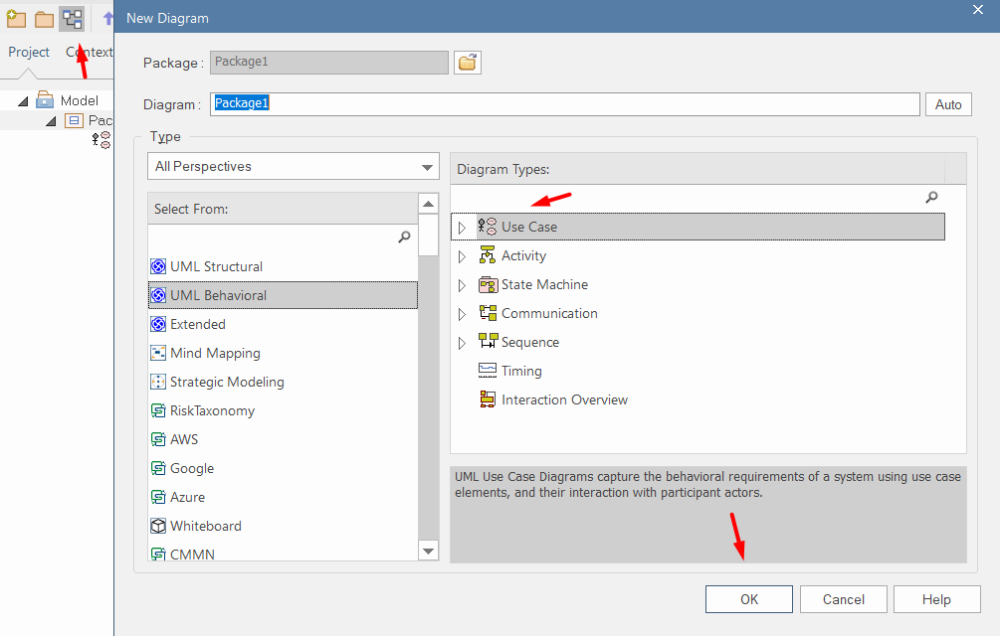 New Diagram
Project
Context
Model
Pac
Package :
Package1
Diagram :
Package1
Auto
Type
All Perspectives
Select From:
UML Structural
UML Behavioral
Extended
Mind Mapping
Strategic Modeling
RiskTaxonomy
AWS
Google
Azure
Whiteboard
CMMN
Diagram Types:
Use Case
Activity
State Machine
Communication
Sequence
Timing
Interaction Overview
UML Use Case Diagrams capture the behavioral requirements of a system using use case
elements, and their interaction with participant actors.
OK
Cancel
Help